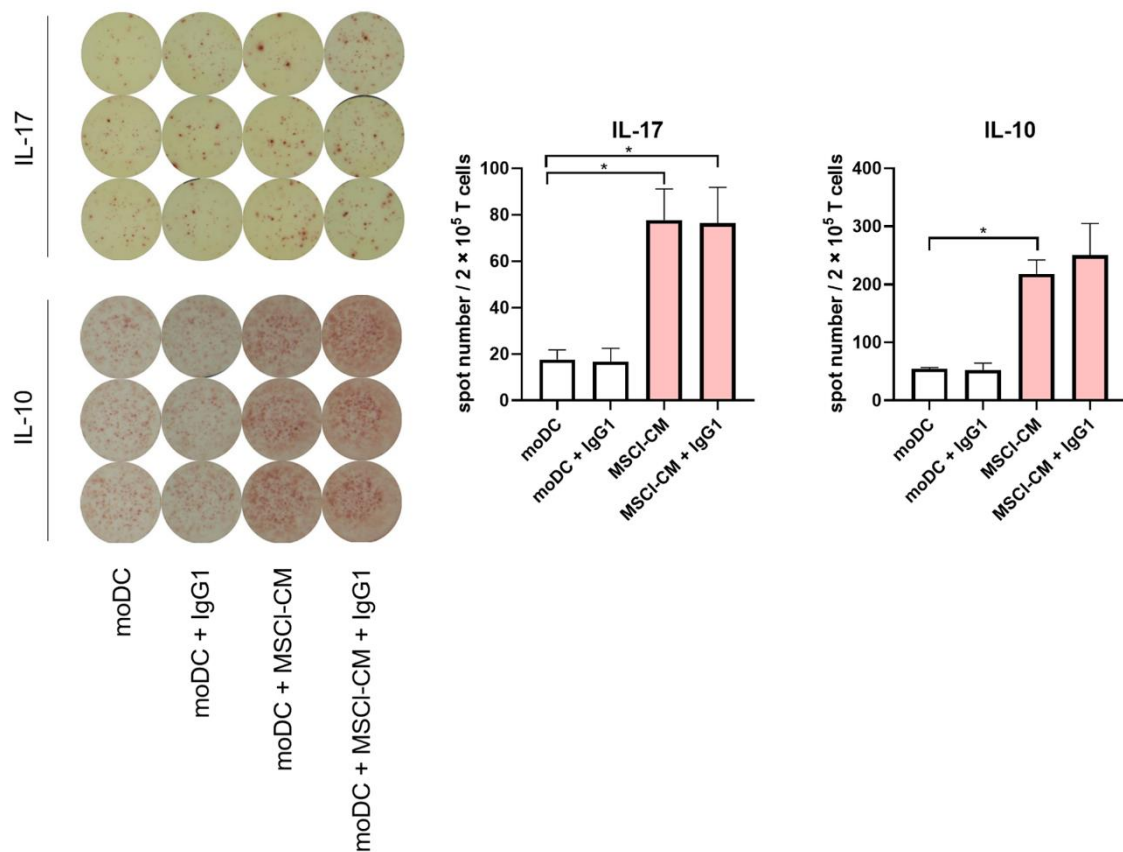 IL-17
IL-10
moDC
moDC + IgG1
moDC + MSCl-CM
moDC + MSCl-CM + IgG1
IL-17
spot number / 2 × 10⁵ T cells
100
80
60
40
20
0
*
*
moDC
moDC + IgG1
MSCl-CM
MSCl-CM + IgG1
IL-10
spot number / 2 × 10⁵ T cells
400
300
200
100
0
*
moDC
moDC + IgG1
MSCl-CM
MSCl-CM + IgG1